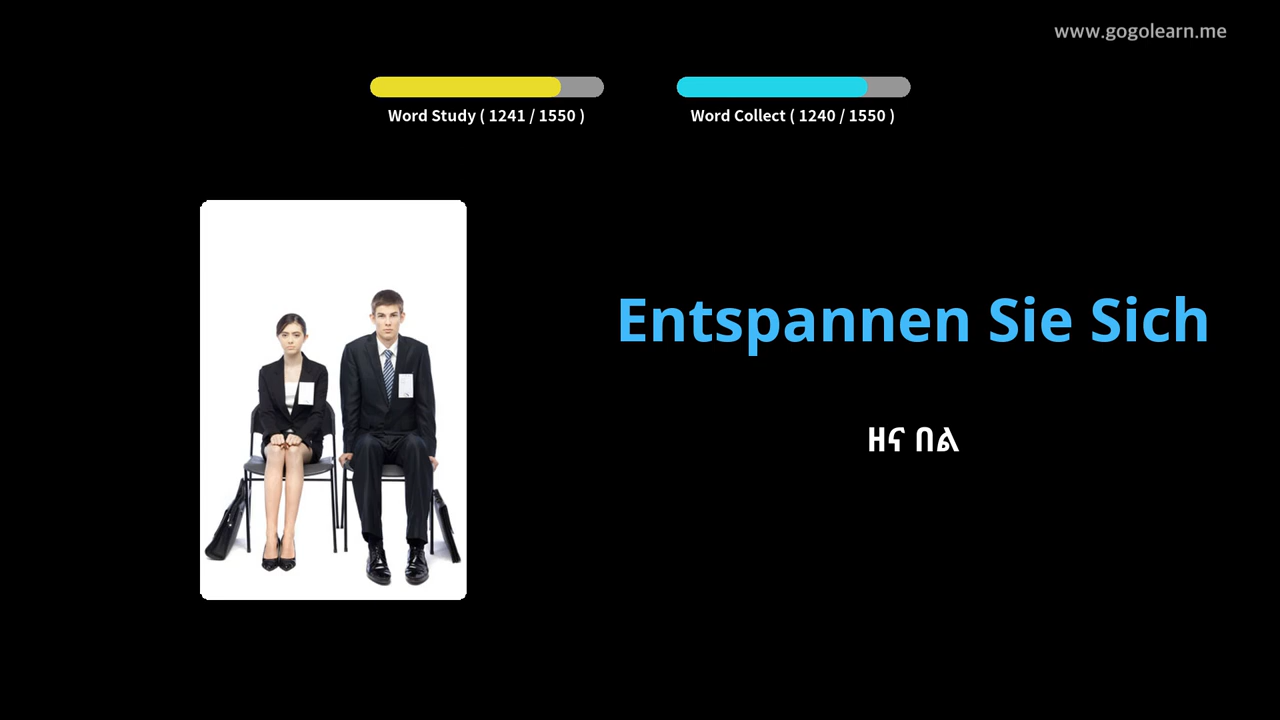 www.gogolearn.me
Word Study ( 1241 / 1550 )
Word Collect ( 1240 / 1550 )
Entspannen Sie Sich
ዘና በል